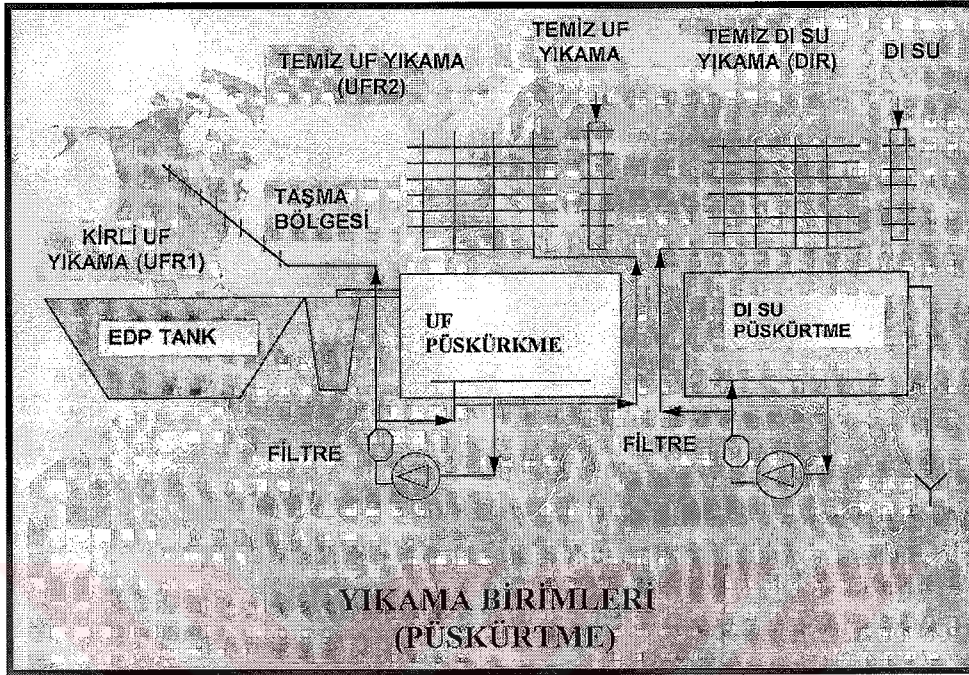 TEMİZ UF YIKAMA
(UFR2)
TEMİZ UF
YIKAMA
TEMİZ DI SU
YIKAMA (DIR)
DI SU
TAŞMA
BÖLGESİ
KİRLİ UF
YIKAMA (UFR1)
EDP TANK
UF
PÜSKÜRKME
DI SU
PÜSKÜRTME
FİLTRE
FİLTRE
YIKAMA BİRİMLERİ
(PÜSKÜRTME)